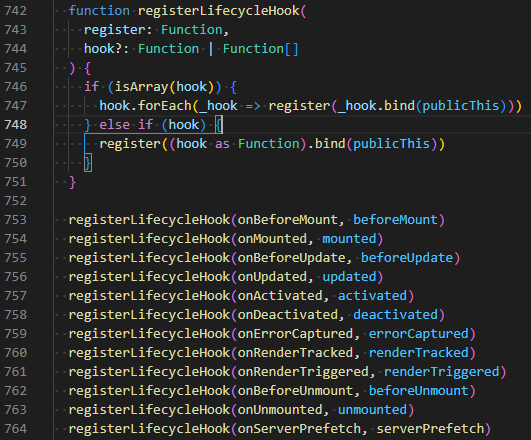 742 function registerLifecycleHook(
743 register: Function,
744 hook?: Function | Function[]
745 ) {
746 if (isArray(hook)) {
747 hook.forEach(_hook => register(_hook.bind(publicThis)))
748 } else if (hook) {
749 register((hook as Function).bind(publicThis))
750 }
751 }
752
753 registerLifecycleHook(onBeforeMount, beforeMount)
754 registerLifecycleHook(onMounted, mounted)
755 registerLifecycleHook(onBeforeUpdate, beforeUpdate)
756 registerLifecycleHook(onUpdated, updated)
757 registerLifecycleHook(onActivated, activated)
758 registerLifecycleHook(onDeactivated, deactivated)
759 registerLifecycleHook(onErrorCaptured, errorCaptured)
760 registerLifecycleHook(onRenderTracked, renderTracked)
761 registerLifecycleHook(onRenderTriggered, renderTriggered)
762 registerLifecycleHook(onBeforeUnmount, beforeUnmount)
763 registerLifecycleHook(onUnmounted, unmounted)
764 registerLifecycleHook(onServerPrefetch, serverPrefetch)